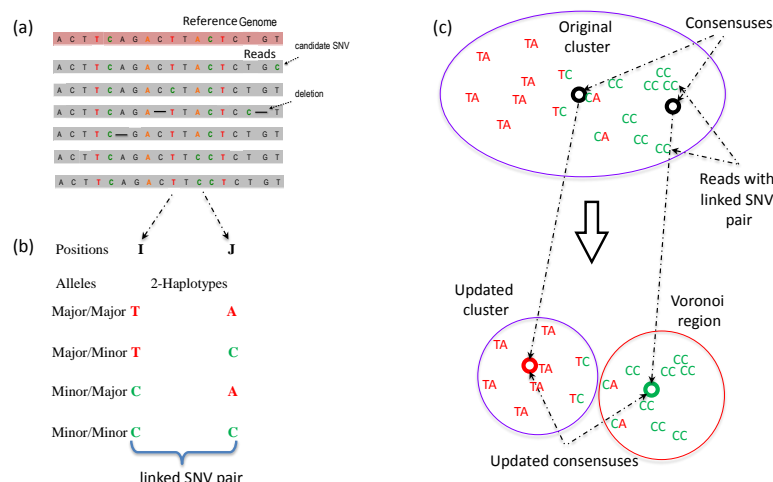 (a)
Reference Genome
A C T T C A G A C T T A C T C T G T
Reads
candidate SNV
A C T T C A G A C T T A C T C T G C
A C T T C A G A C C T A C T C T G T
deletion
A C T T C A G A — T T A C T C C — T
A C T T C — G A C T T A C T C T G T
A C T T C A G A C T T C C T C T G T
A C T T C A G A C T T C C T C T G T
(b)
Positions I J
Alleles 2-Haplotypes
Major/Major T A
Major/Minor T C
Minor/Major C A
Minor/Minor C C
linked SNV pair
(c)
Original
cluster
Consensuses
TA
TA
TA
TA
TA
TA
TA
TC
TC
CA
CC
CC
CC CC CC
CC
CA
CC
CC
Reads with
linked SNV
pair
Updated
cluster
Voronoi
region
TA
TA
TA
TA
TA
TA
TA
TC
TC
CA
CA
CC
CC
CC CC
CC
CC
CC
CC
Updated consensuses